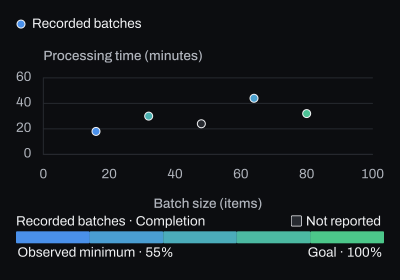 Recorded batches
Processing time (minutes)
60
40
20
0
0 20 40 60 80 100
Batch size (items)
Recorded batches · Completion Not reported
Observed minimum · 55% Goal · 100%